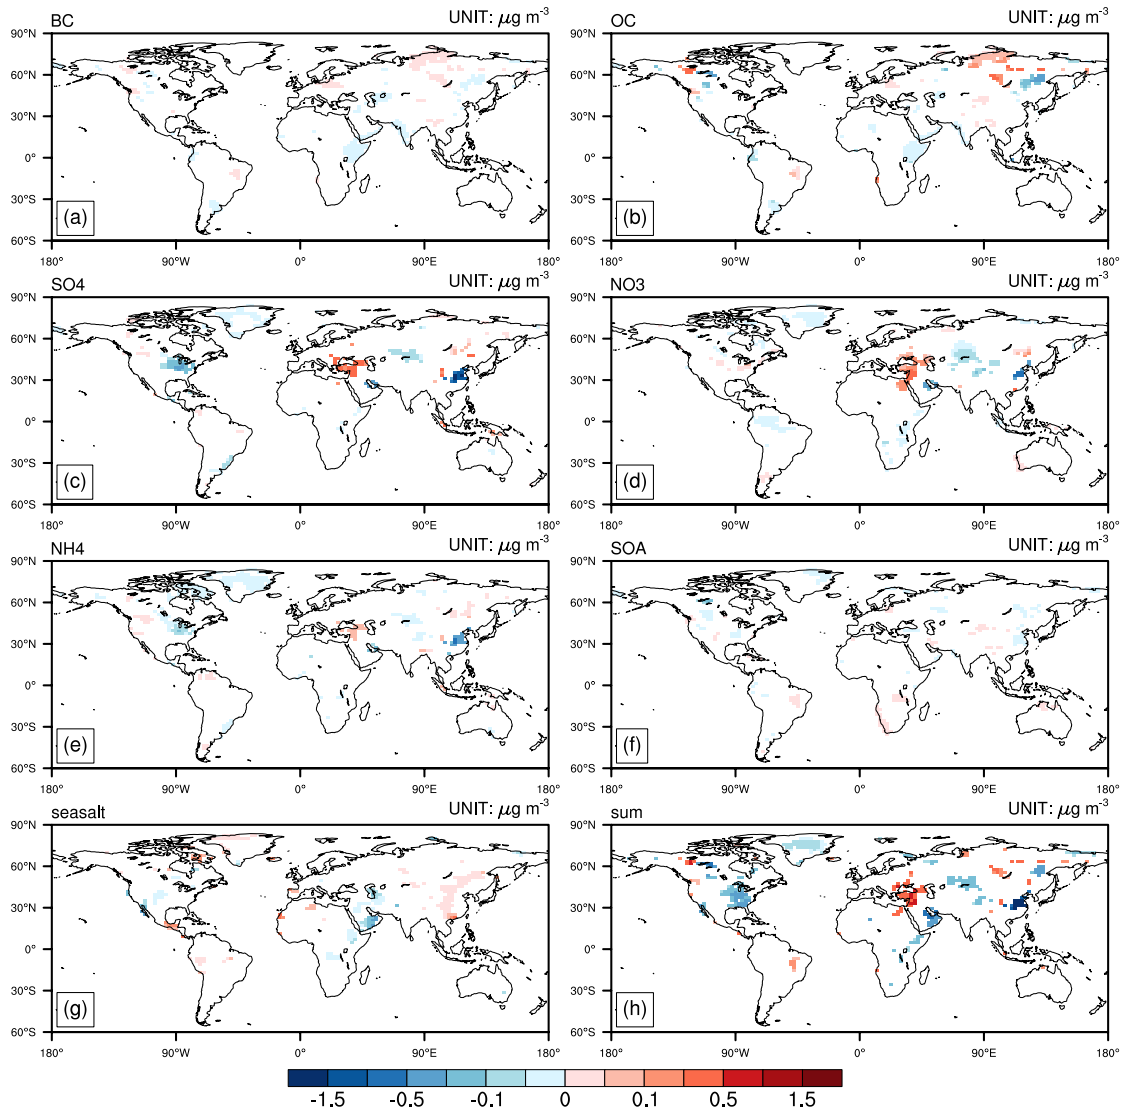 BC UNIT: μg m-3 OC UNIT: μg m-3
90°N 90°N
60°N 60°N
30°N 30°N
0° 0°
30°S 30°S
(a) (b)
60°S 60°S
180° 90°W 0° 90°E 180° 180° 90°W 0° 90°E 180°
SO4 UNIT: μg m-3 NO3 UNIT: μg m-3
90°N 90°N
60°N 60°N
30°N 30°N
0° 0°
30°S 30°S
(c) (d)
60°S 60°S
180° 90°W 0° 90°E 180° 180° 90°W 0° 90°E 180°
NH4 UNIT: μg m-3 SOA UNIT: μg m-3
90°N 90°N
60°N 60°N
30°N 30°N
0° 0°
30°S 30°S
(e) (f)
60°S 60°S
180° 90°W 0° 90°E 180° 180° 90°W 0° 90°E 180°
seasalt UNIT: μg m-3 sum UNIT: μg m-3
90°N 90°N
60°N 60°N
30°N 30°N
0° 0°
30°S 30°S
(g) (h)
60°S 60°S
180° 90°W 0° 90°E 180° 180° 90°W 0° 90°E 180°
-1.5 -0.5 -0.1 0 0.1 0.5 1.5